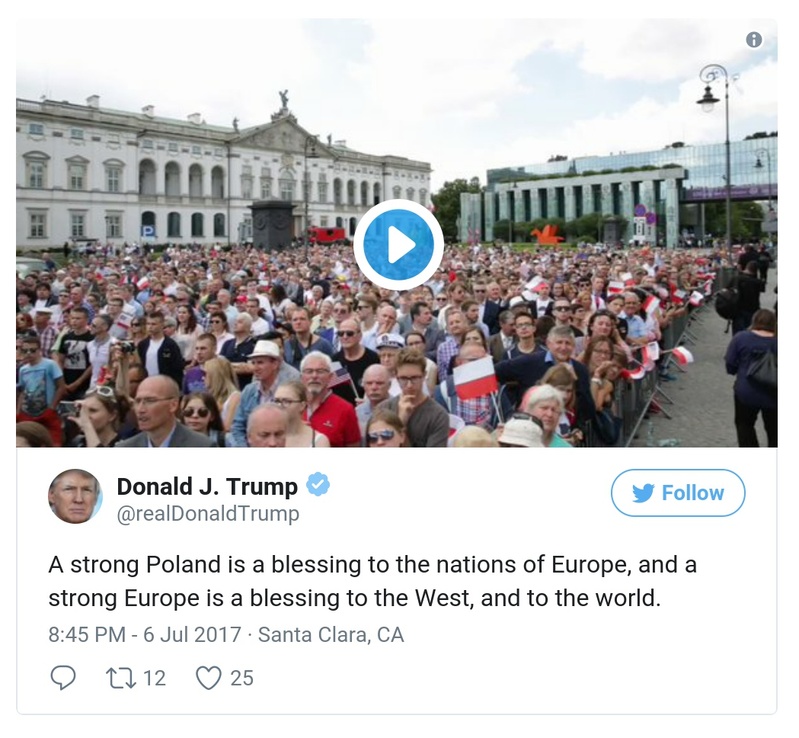 P
Donald J. Trump
@realDonaldTrump
Follow
A strong Poland is a blessing to the nations of Europe, and a
strong Europe is a blessing to the West, and to the world.
8:45 PM - 6 Jul 2017 · Santa Clara, CA
12
25